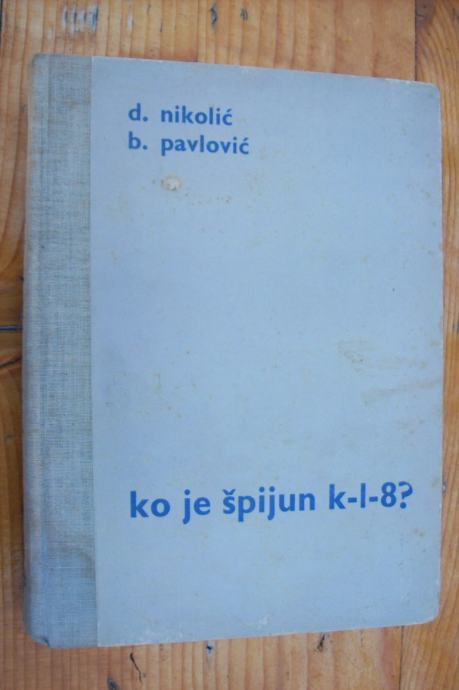 d. nikolić
b. pavlović
ko je špijun k-l-8?